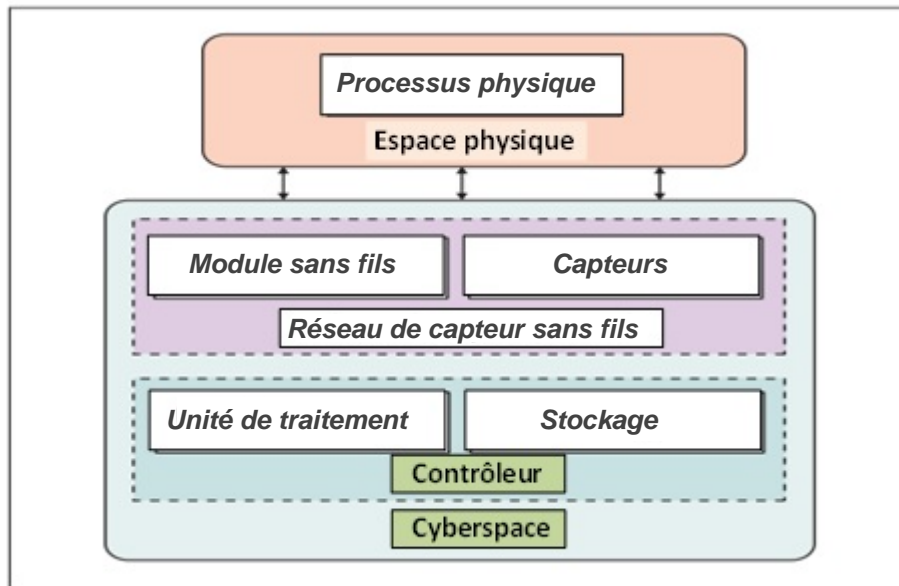 Processus physique
Espace physique
Module sans fils
Capteurs
Réseau de capteur sans fils
Unité de traitement
Stockage
Contrôleur
Cyberspace